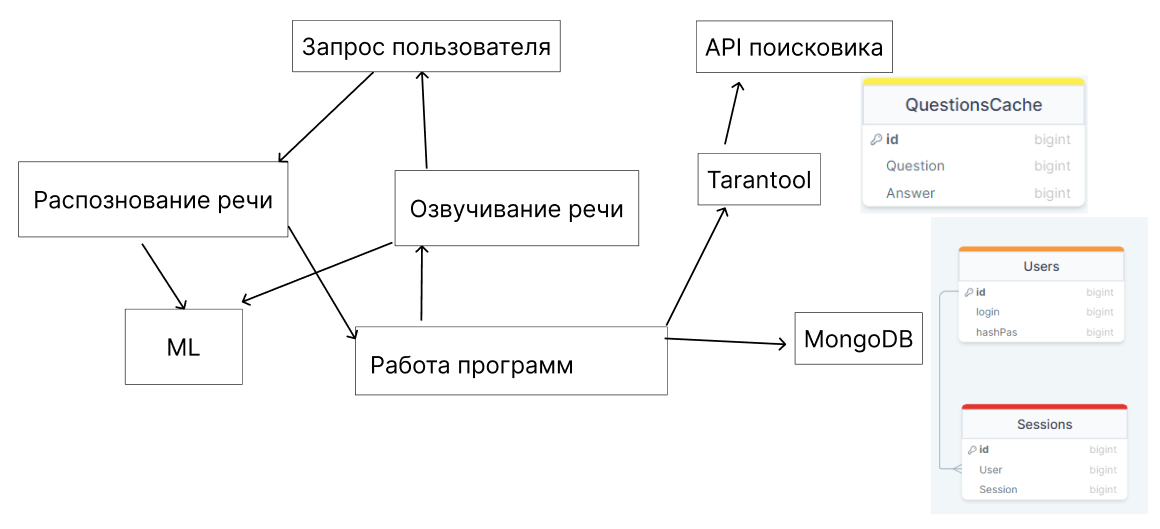 Запрос пользователя
API поисковика
QuestionsCache
id bigint
Question bigint
Answer bigint
Распознование речи
Озвучивание речи
Tarantool
ML
Работа программ
MongoDB
Users
id bigint
login bigint
hashPas bigint
Sessions
id bigint
User bigint
Session bigint